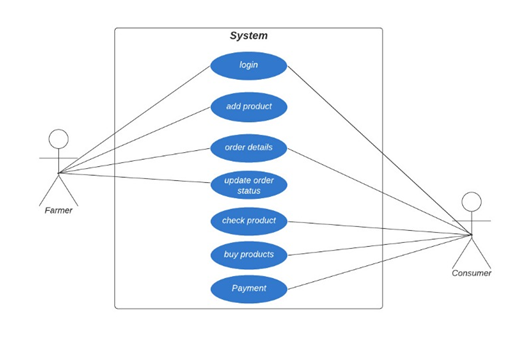 System
login
add product
order details
update order
status
check product
buy products
Payment
Farmer
Consumer